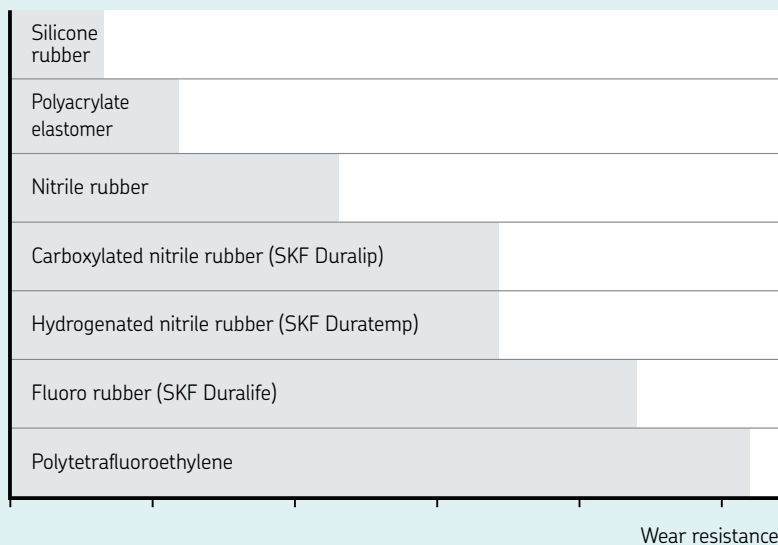 Silicone
rubber
Polyacrylate
elastomer
Nitrile rubber
Carboxylated nitrile rubber (SKF Duralip)
Hydrogenated nitrile rubber (SKF Duratemp)
Fluoro rubber (SKF Duralife)
Polytetrafluoroethylene
Wear resistance